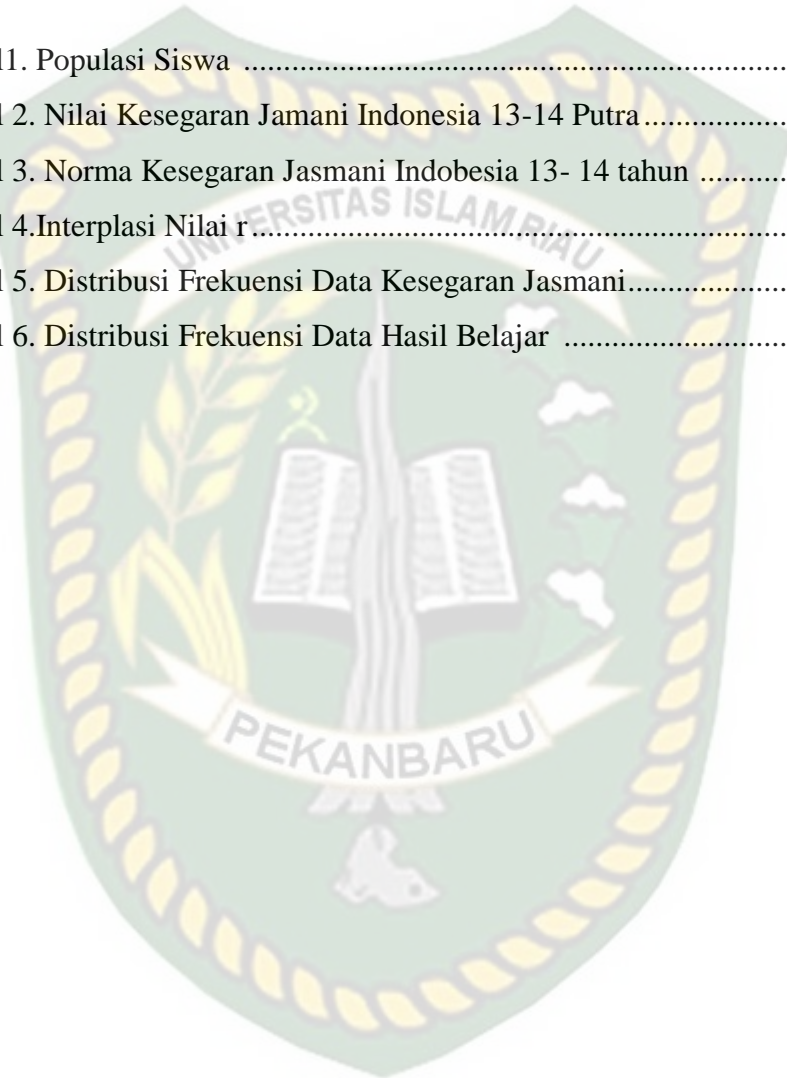 l1. Populasi Siswa ......................................................................
l 2. Nilai Kesegaran Jamani Indonesia 13-14 Putra ..................
l 3. Norma Kesegaran Jasmani Indobesia 13- 14 tahun ...........
l 4.Interplasi Nilai r .....................................................................
l 5. Distribusi Frekuensi Data Kesegaran Jasmani ....................
l 6. Distribusi Frekuensi Data Hasil Belajar ............................
UNIVERSITAS ISLAM RIAU
PEKANBARU